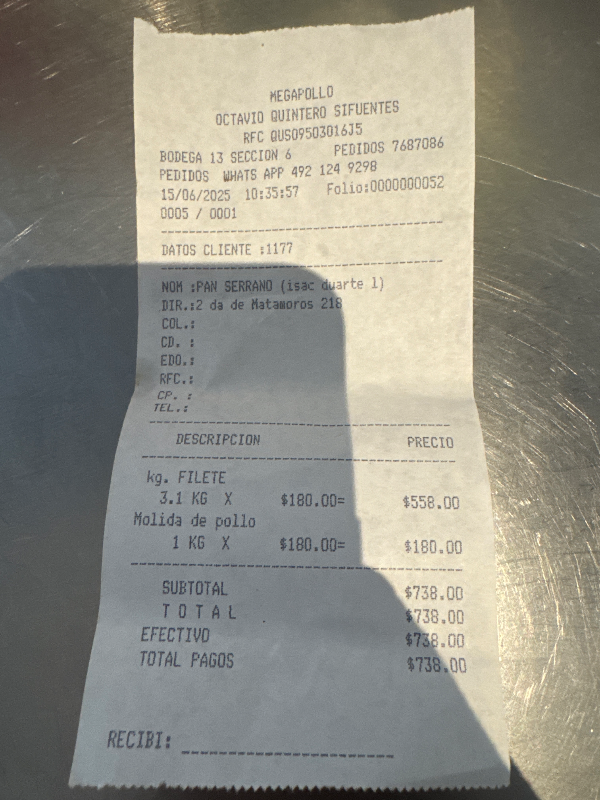 MEGAPOLLO
OCTAVIO QUINTERO SIFUENTES
RFC QUSO9503016J5
BODEGA 13 SECCION 6 PEDIDOS 7687086
PEDIDOS WHATS APP 492 124 9298
15/06/2025 10:35:57 Folio:0000000052
0005 / 0001
DATOS CLIENTE :1177
NOM :PAN SERRANO (isac duarte l)
DIR.:2 da de Matamoros 218
COL.:
CD. :
EDO.:
RFC.:
CP. :
TEL.:
DESCRIPCION PRECIO
kg. FILETE
3.1 KG X $180.00= $558.00
Molida de pollo
1 KG X $180.00= $180.00
SUBTOTAL $738.00
T O T A L $738.00
EFECTIVO $738.00
TOTAL PAGOS $738.00
RECIBI: ____________________